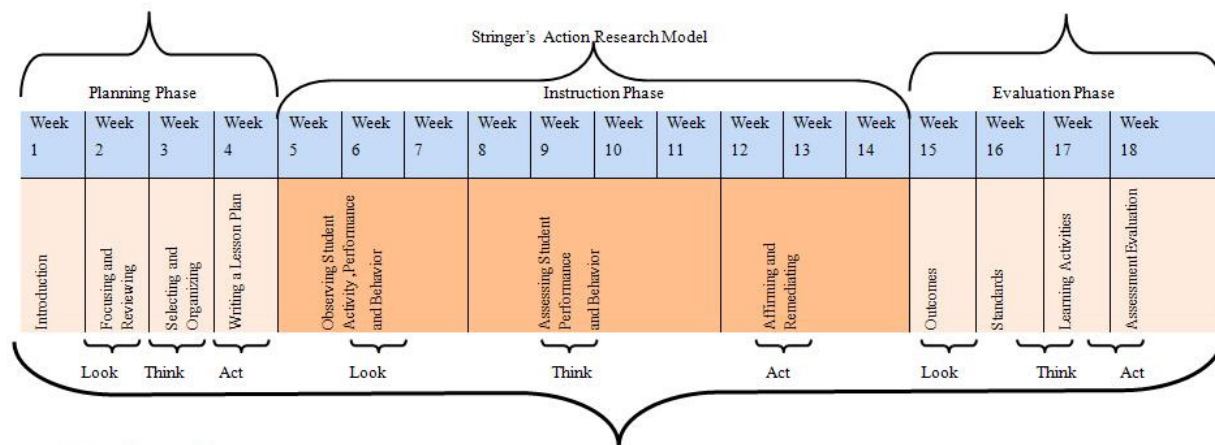 Stringer's Action Research Model
Planning Phase
Instruction Phase
Evaluation Phase
Week 1
Week 2
Week 3
Week 4
Week 5
Week 6
Week 7
Week 8
Week 9
Week 10
Week 11
Week 12
Week 13
Week 14
Week 15
Week 16
Week 17
Week 18
Introduction
Focusing and
Reviewing
Selecting and
Organizing
Writing a Lesson Plan
Observing Student
Activity ,Performance
and Behavior
Assessing Student
Performance
and Behavior
Affirming and
Remediating
Outcomes
Standards
Learning Activities
Assessment Evaluation
Look
Think
Act
Look
Think
Act
Look
Think
Act